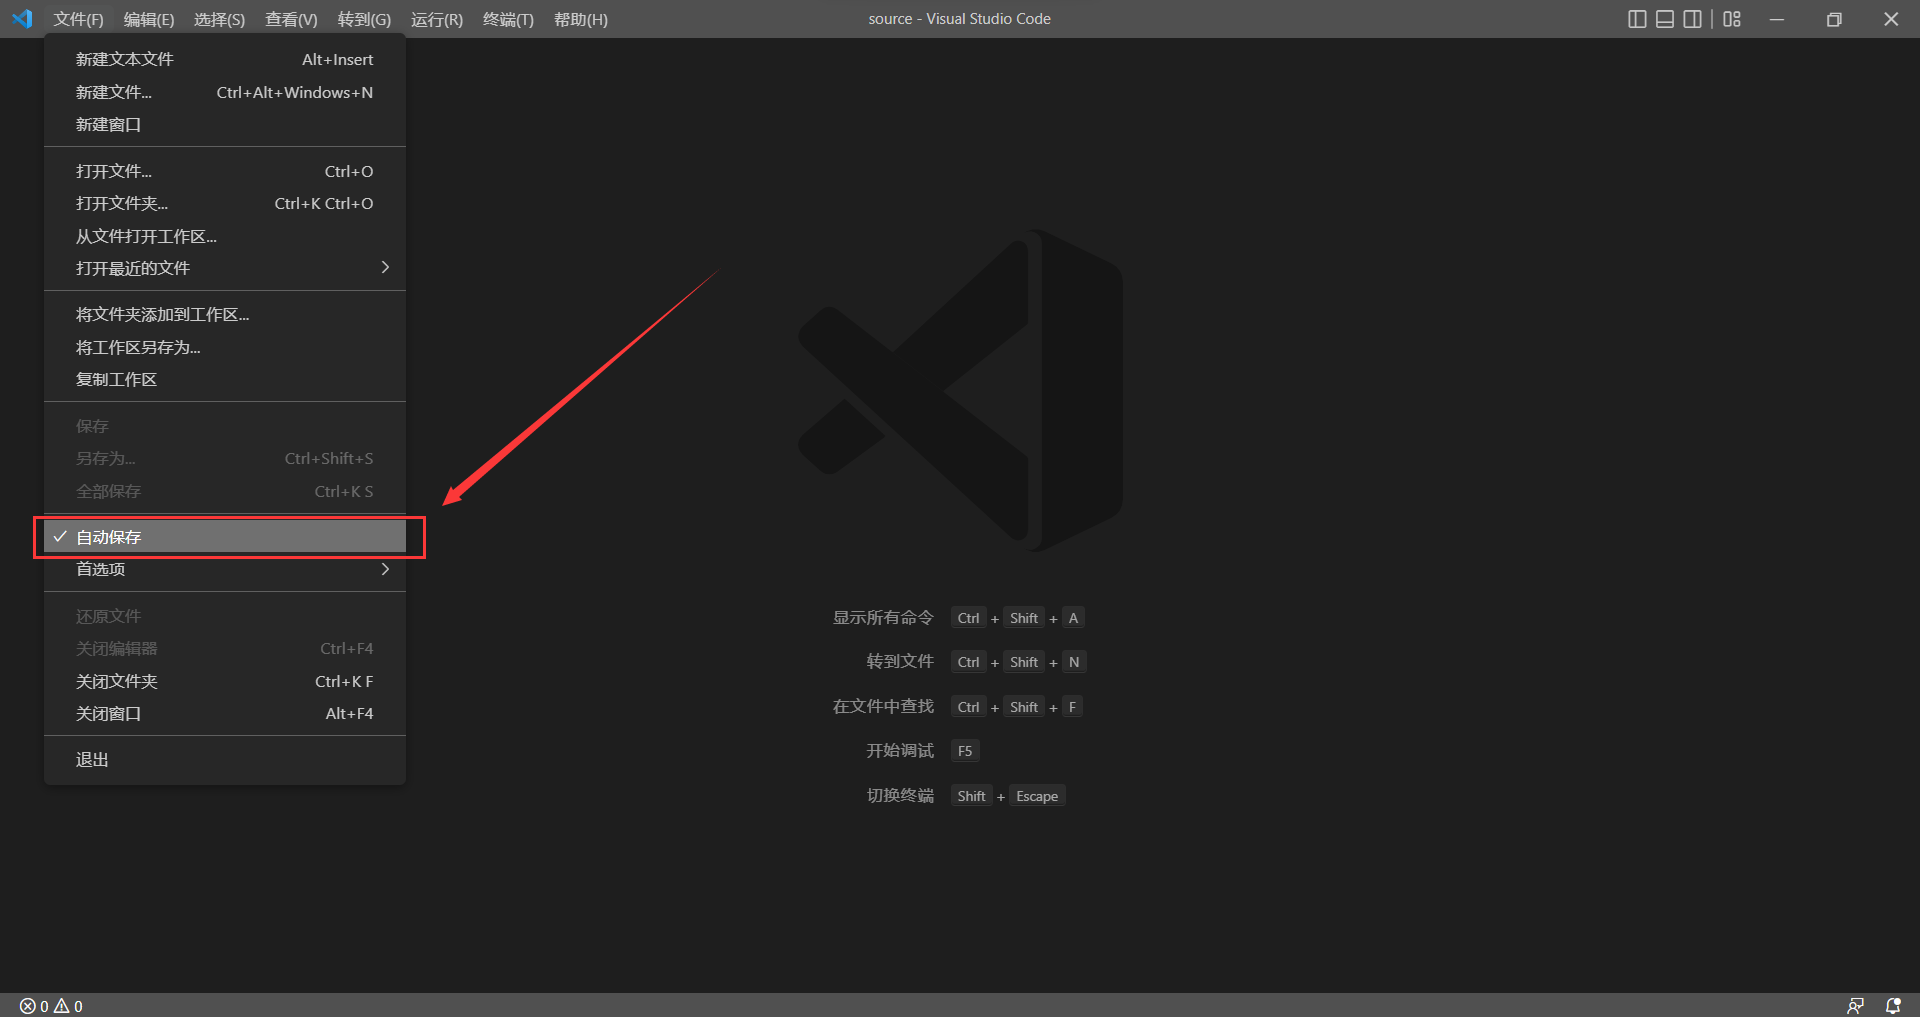 文件(F) 编辑(E) 选择(S) 查看(V) 转到(G) 运行(R) 终端(T) 帮助(H) source - Visual Studio Code
新建文本文件 Alt+Insert
新建文件... Ctrl+Alt+Windows+N
新建窗口
打开文件... Ctrl+O
打开文件夹... Ctrl+K Ctrl+O
从文件打开工作区...
打开最近的文件
将文件夹添加到工作区...
将工作区另存为...
复制工作区
保存
另存为... Ctrl+Shift+S
全部保存 Ctrl+K S
自动保存
首选项
还原文件
关闭编辑器 Ctrl+F4
关闭文件夹 Ctrl+K F
关闭窗口 Alt+F4
退出
显示所有命令 Ctrl + Shift + A
转到文件 Ctrl + Shift + N
在文件中查找 Ctrl + Shift + F
开始调试 F5
切换终端 Shift + Escape
0 0